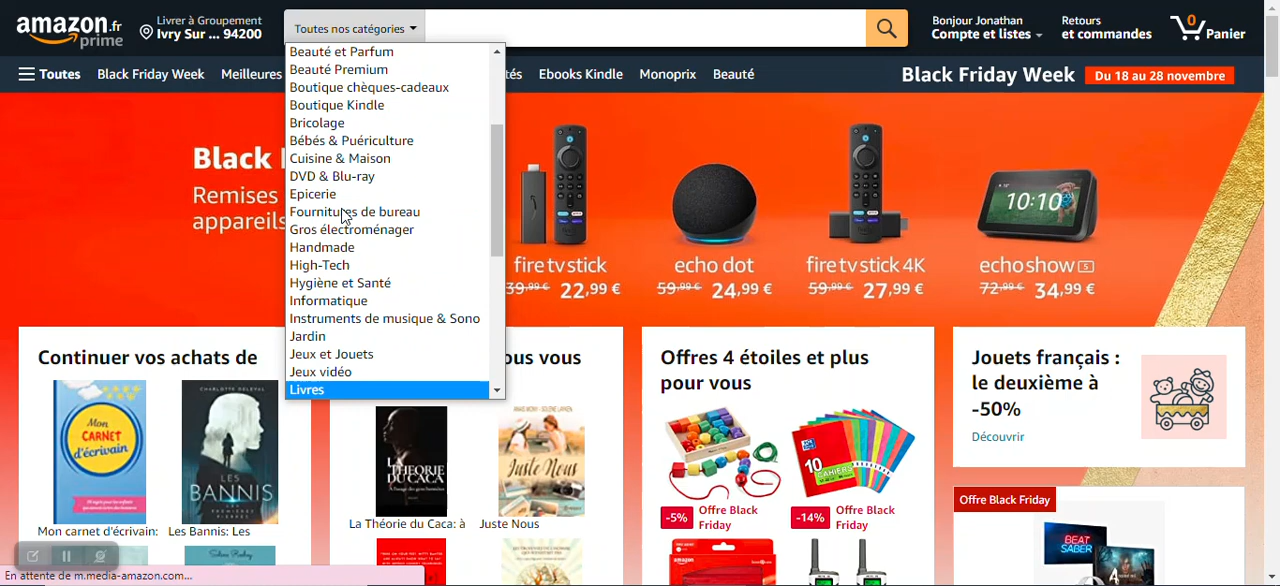 amazon.fr
prime
Livrer à Groupement
Ivry Sur ... 94200
Toutes nos catégories
Bonjour Jonathan
Compte et listes
Retours
et commandes
0
Panier
Toutes
Black Friday Week
Meilleures
Ebooks Kindle
Monoprix
Beauté
Black Friday Week
Du 18 au 28 novembre
Beauté et Parfum
Beauté Premium
Boutique chèques-cadeaux
Boutique Kindle
Bricolage
Bébés & Puériculture
Cuisine & Maison
DVD & Blu-ray
Epicerie
Fournitures de bureau
Gros électroménager
Handmade
High-Tech
Hygiène et Santé
Informatique
Instruments de musique & Sono
Jardin
Jeux et Jouets
Jeux vidéo
Livres
Black
Remises
appareils
fire tv stick
39,99 € 22,99 €
echo dot
59,99 € 24,99 €
fire tv stick 4K
59,99 € 27,99 €
10:10
echo show 5
72,99 € 34,99 €
Continuer vos achats de
Mon
CARNET
d'écrivain
CHARLOTTE DELEVAL
LES
BANNIS
Mon carnet d'écrivain:
Les Bannis: Les
vous
LA
THEORIE
DU CACA
Juste Nous
La Théorie du Caca: à
Juste Nous
Offres 4 étoiles et plus
pour vous
10
CAHIERS
-5%
Offre Black
Friday
-14%
Offre Black
Friday
Jouets français :
le deuxième à
-50%
Découvrir
Offre Black Friday
BEAT
SABER
En attente de m.media-amazon.com...